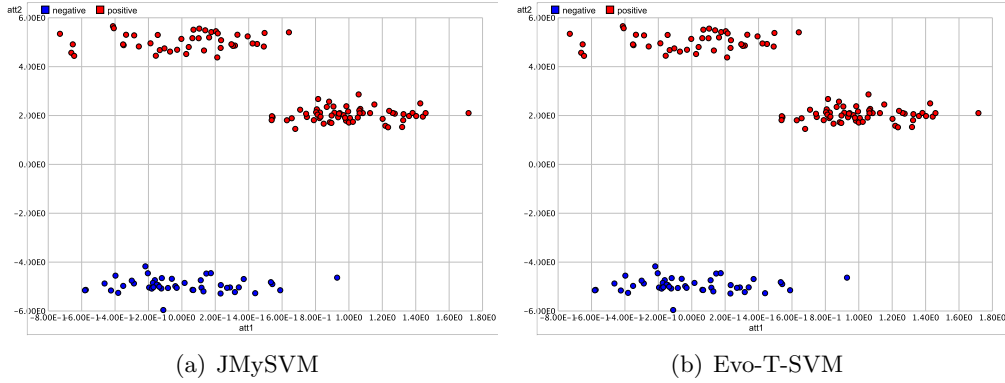 att2 negative positive att2 negative positive
6.00E0 6.00E0
4.00E0 4.00E0
2.00E0 2.00E0
0.00E0 0.00E0
-2.00E0 -2.00E0
-4.00E0 -4.00E0
-6.00E0 -6.00E0
-8.00E-1 -6.00E-1 -4.00E-1 -2.00E-1 0.00E0 2.00E-1 4.00E-1 6.00E-1 8.00E-1 1.00E0 1.20E0 1.40E0 1.60E0 1.80E0 -8.00E-1 -6.00E-1 -4.00E-1 -2.00E-1 0.00E0 2.00E-1 4.00E-1 6.00E-1 8.00E-1 1.00E0 1.20E0 1.40E0 1.60E0 1.80E0
att1 att1
(a) JMySVM (b) Evo-T-SVM